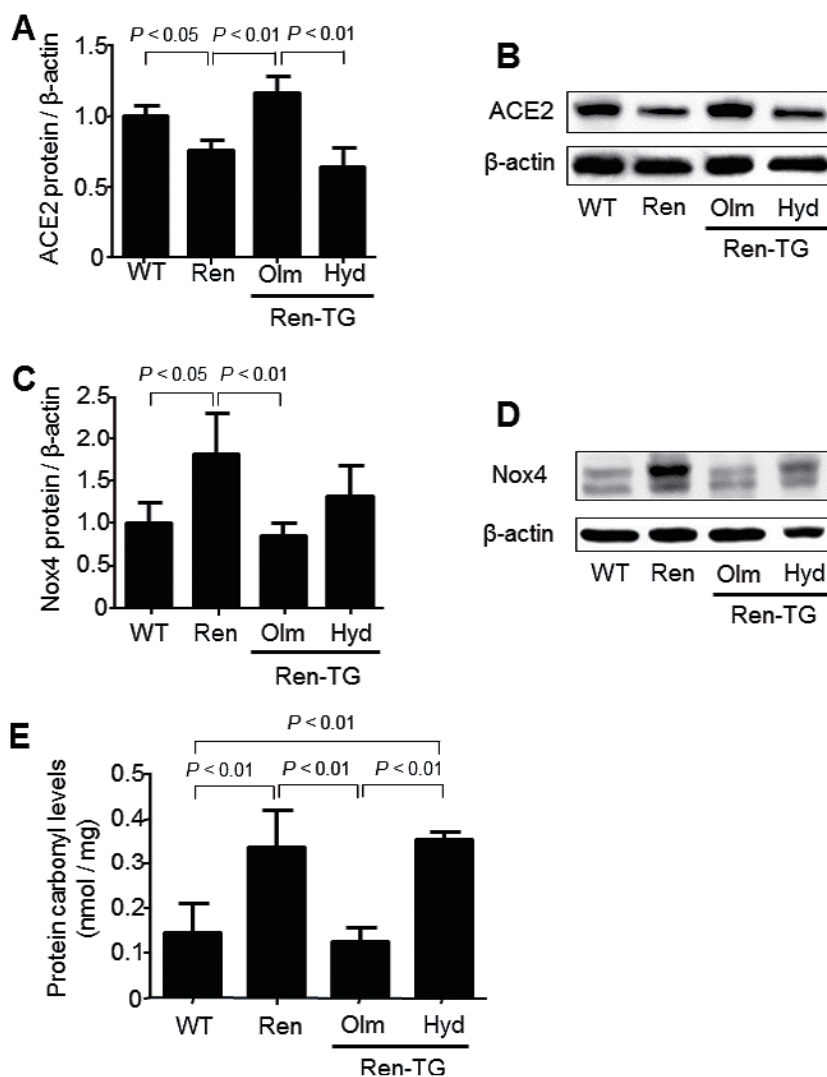 A
P < 0.05 P < 0.01 P < 0.01
ACE2 protein / β-actin
1.5
1.0
0.5
0
WT Ren Olm Hyd
Ren-TG
B
ACE2
β-actin
WT Ren Olm Hyd
Ren-TG
C
P < 0.05 P < 0.01
Nox4 protein / β-actin
2.5
2.0
1.5
1.0
0.5
0
WT Ren Olm Hyd
Ren-TG
D
Nox4
β-actin
WT Ren Olm Hyd
Ren-TG
E
P < 0.01
P < 0.01 P < 0.01 P < 0.01
Protein carbonyl levels
(nmol / mg)
0.5
0.4
0.3
0.2
0.1
0
WT Ren Olm Hyd
Ren-TG